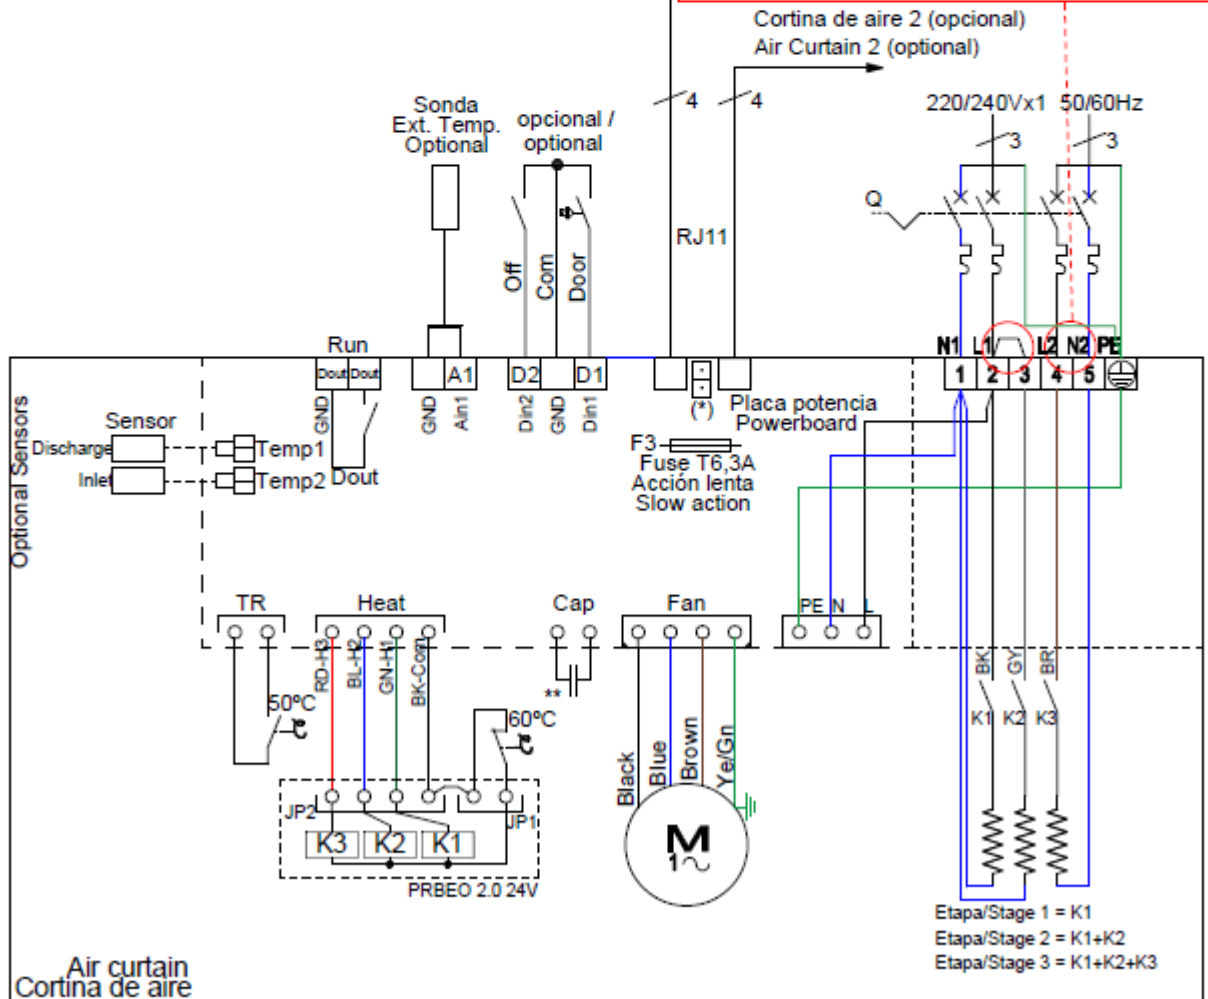 Cortina de aire 2 (opcional)
Air Curtain 2 (optional)
4
4
220/240Vx1 50/60Hz
3
3
Sonda
Ext. Temp.
Optional
opcional /
optional
Q
RJ11
Off
Com
Door
Run
N1
L1
L2
N2
PE
Dout
Dout
A1
D2
D1
1
2
3
4
5
GND
GND
Ain1
Din2
GND
Din1
(*)
Placa potencia
Powerboard
Optional Sensors
Sensor
Discharge
Temp1
Inlet
Temp2
Dout
F3
Fuse T6,3A
Acción lenta
Slow action
TR
Heat
Cap
Fan
PE N L
RD-H3
BL-H2
GN-H1
BK-Com
**
BK
GY
BR
50ºC
60ºC
K1
K2
K3
Black
Blue
Brown
Ye/Gn
JP2
JP1
K3
K2
K1
M
1
PRBEO 2.0 24V
Etapa/Stage 1 = K1
Etapa/Stage 2 = K1+K2
Etapa/Stage 3 = K1+K2+K3
Air curtain
Cortina de aire